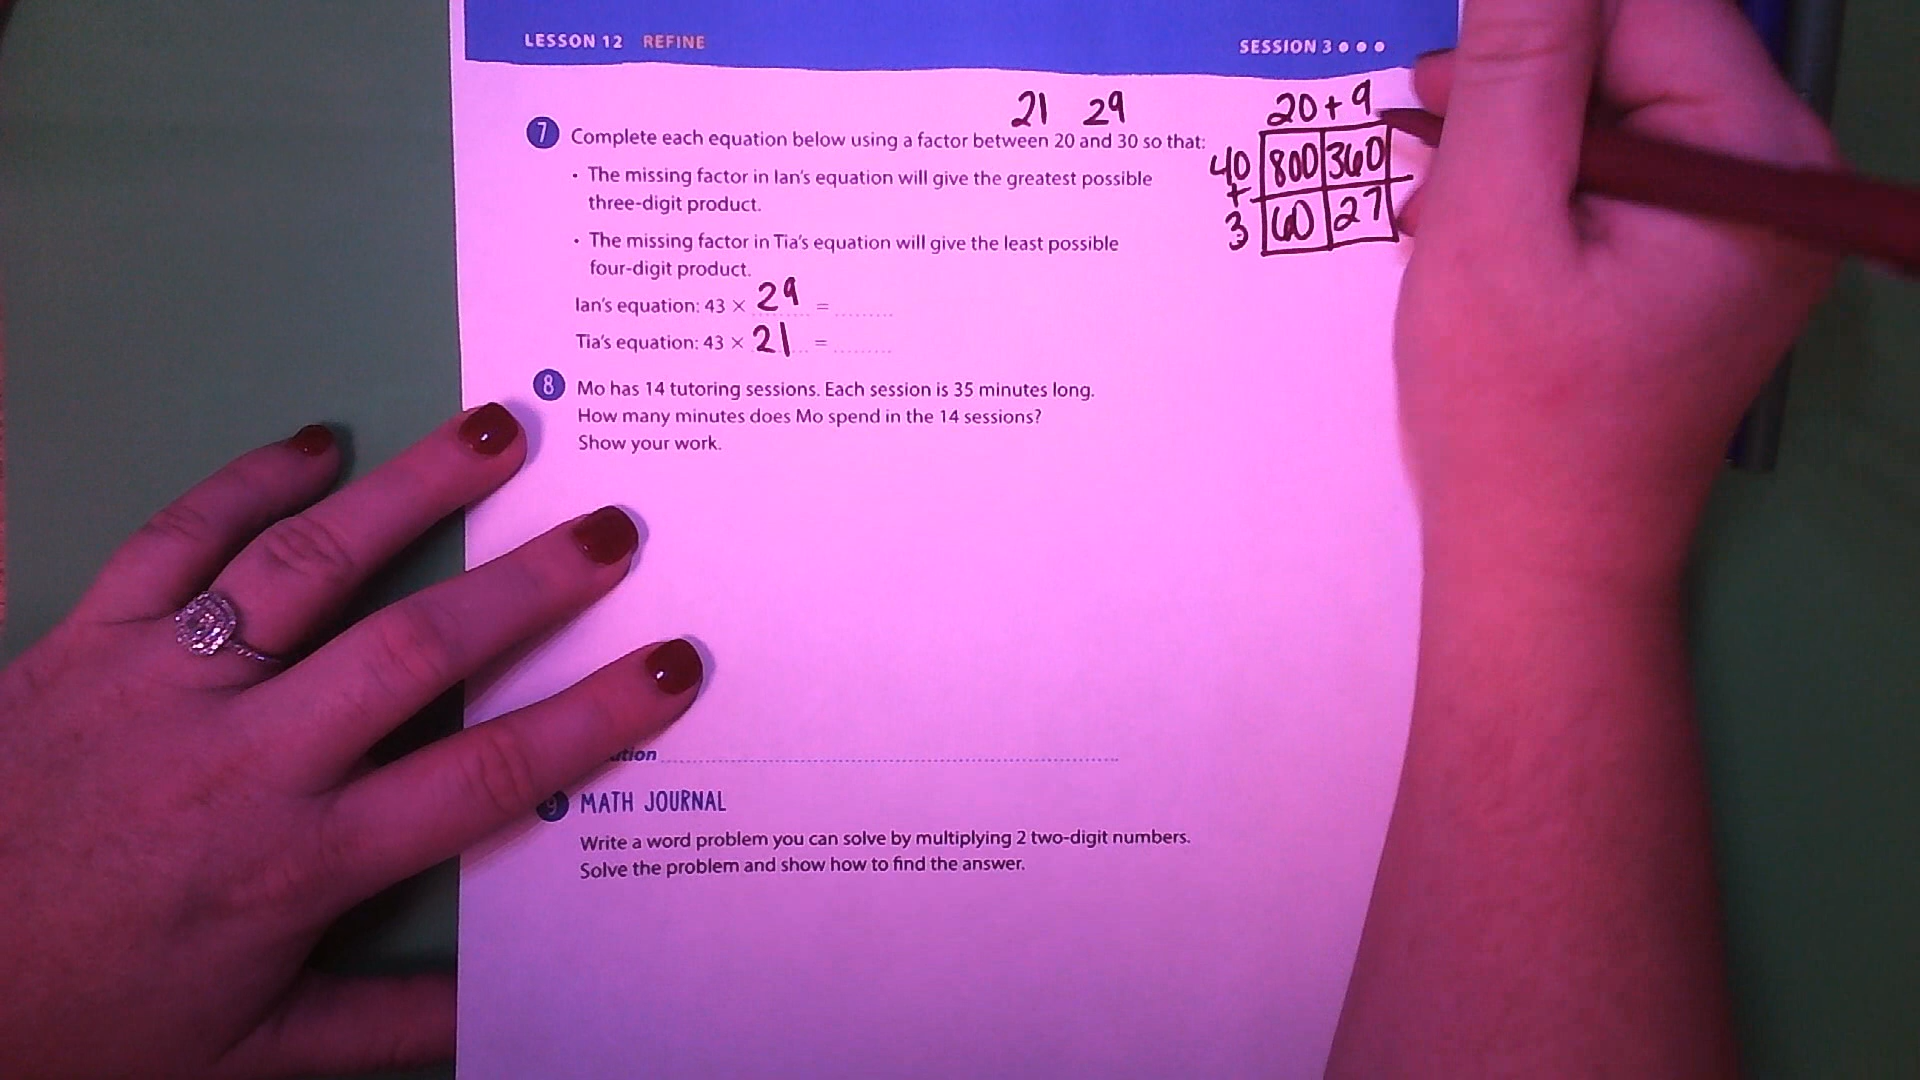 LESSON 12 REFINE
SESSION 3
21 29
20 + 9
7 Complete each equation below using a factor between 20 and 30 so that:
40 800 360
+
3 60 27
• The missing factor in Ian's equation will give the greatest possible
three-digit product.
• The missing factor in Tia's equation will give the least possible
four-digit product.
Ian's equation: 43 × 29 =
Tia's equation: 43 × 21 =
8 Mo has 14 tutoring sessions. Each session is 35 minutes long.
How many minutes does Mo spend in the 14 sessions?
Show your work.
9 MATH JOURNAL
Write a word problem you can solve by multiplying 2 two-digit numbers.
Solve the problem and show how to find the answer.